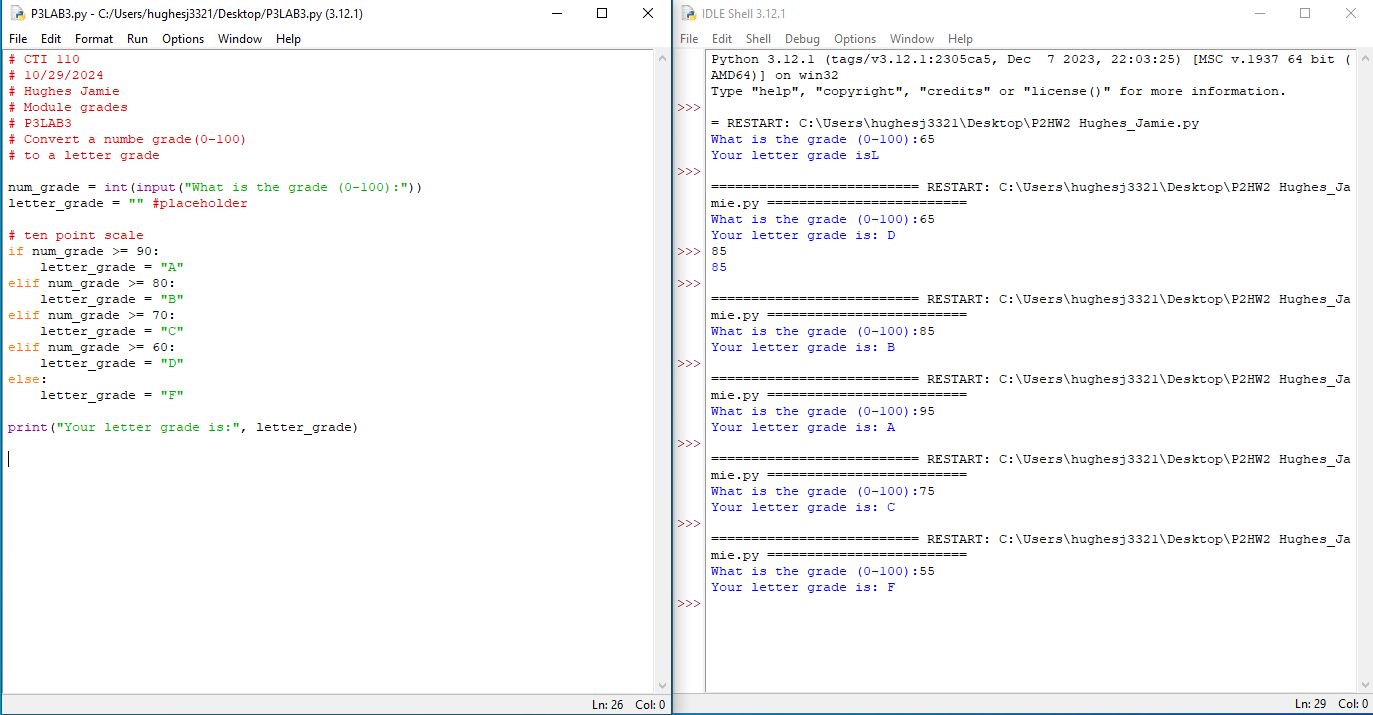 P3LAB3.py - C:/Users/hughesj3321/Desktop/P3LAB3.py (3.12.1)
File Edit Format Run Options Window Help
# CTI 110
# 10/29/2024
# Hughes Jamie
# Module grades
# P3LAB3
# Convert a numbe grade(0-100)
# to a letter grade
num_grade = int(input("What is the grade (0-100):"))
letter_grade = "" #placeholder
# ten point scale
if num_grade >= 90:
    letter_grade = "A"
elif num_grade >= 80:
    letter_grade = "B"
elif num_grade >= 70:
    letter_grade = "C"
elif num_grade >= 60:
    letter_grade = "D"
else:
    letter_grade = "F"
print("Your letter grade is:", letter_grade)
Ln: 26 Col: 0
IDLE Shell 3.12.1
File Edit Shell Debug Options Window Help
Python 3.12.1 (tags/v3.12.1:2305ca5, Dec  7 2023, 22:03:25) [MSC v.1937 64 bit (
AMD64)] on win32
Type "help", "copyright", "credits" or "license()" for more information.
>>>
= RESTART: C:\Users\hughesj3321\Desktop\P2HW2 Hughes_Jamie.py
What is the grade (0-100):65
Your letter grade isL
>>>
========================== RESTART: C:\Users\hughesj3321\Desktop\P2HW2 Hughes_Ja
mie.py =========================
What is the grade (0-100):65
Your letter grade is: D
>>> 85
85
>>>
========================== RESTART: C:\Users\hughesj3321\Desktop\P2HW2 Hughes_Ja
mie.py =========================
What is the grade (0-100):85
Your letter grade is: B
>>>
========================== RESTART: C:\Users\hughesj3321\Desktop\P2HW2 Hughes_Ja
mie.py =========================
What is the grade (0-100):95
Your letter grade is: A
>>>
========================== RESTART: C:\Users\hughesj3321\Desktop\P2HW2 Hughes_Ja
mie.py =========================
What is the grade (0-100):75
Your letter grade is: C
>>>
========================== RESTART: C:\Users\hughesj3321\Desktop\P2HW2 Hughes_Ja
mie.py =========================
What is the grade (0-100):55
Your letter grade is: F
>>>
Ln: 29 Col: 0